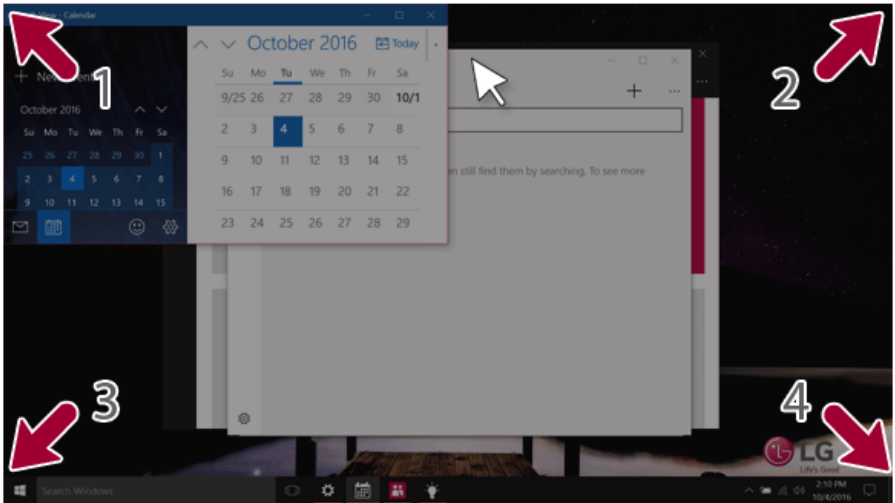 - Calendar
1
2
+ New
October 2016
Su Mo Tu We Th Fr Sa
25 26 27 28 29 30 1
2 3 4 5 6 7 8
9 10 11 12 13 14 15
October 2016
Today
Su Mo Tu We Th Fr Sa
9/25 26 27 28 29 30 10/1
2 3 4 5 6 7 8
9 10 11 12 13 14 15
16 17 18 19 20 21 22
23 24 25 26 27 28 29
still find them by searching. To see more
3
4
LG
Life's Good
Search Windows
2:10 PM
10/4/2016